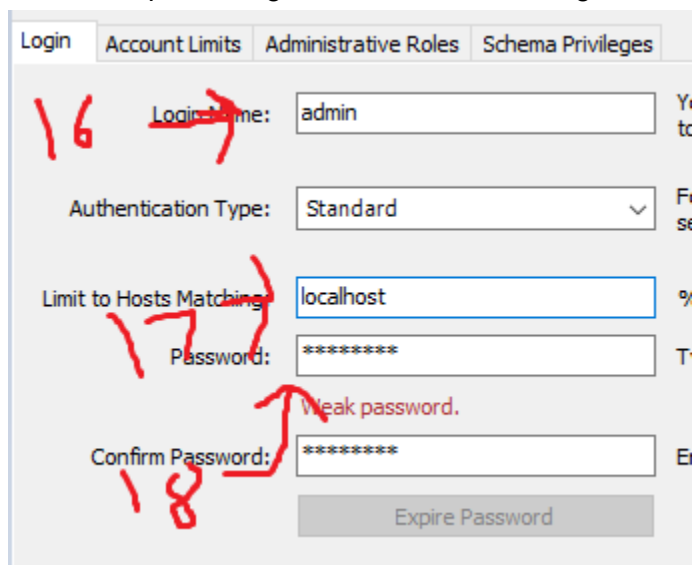 Login Account Limits Administrative Roles Schema Privileges
16 Login Name: admin
Authentication Type: Standard
Limit to Hosts Matching: localhost %
17 Password: ********
Weak password.
Confirm Password: ********
18
Expire Password